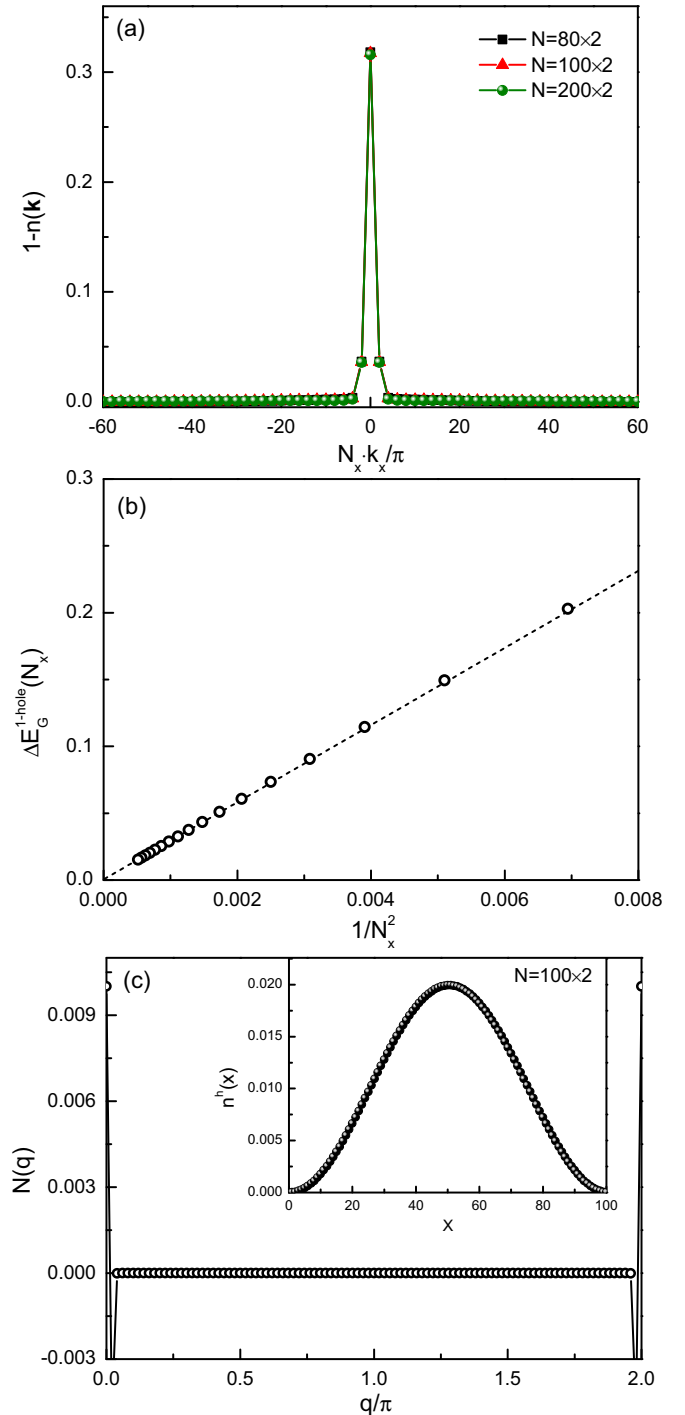 (a)
N=80×2
N=100×2
N=200×2
1-n(k)
0.3
0.2
0.1
0.0
-60 -40 -20 0 20 40 60
N_x·k_x/π
(b)
ΔE_G^{1-hole}(N_x)
0.3
0.2
0.1
0.0
0.000 0.002 0.004 0.006 0.008
1/N_x^2
(c)
N=100×2
N(q)
0.009
0.006
0.003
0.000
-0.003
n^h(x)
0.020
0.015
0.010
0.005
0.000
0 20 40 60 80 100
X
0.0 0.5 1.0 1.5 2.0
q/π